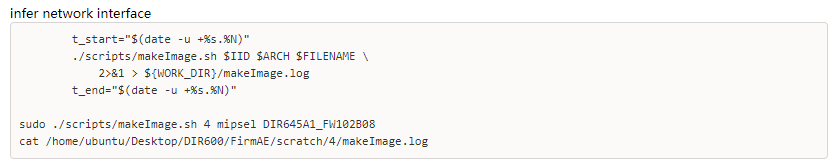 infer network interface
t_start="$(date -u +%s.%N)"
./scripts/makeImage.sh $IID $ARCH $FILENAME \
2>&1 > ${WORK_DIR}/makeImage.log
t_end="$(date -u +%s.%N)"
sudo ./scripts/makeImage.sh 4 mipsel DIR645A1_FW102B08
cat /home/ubuntu/Desktop/DIR600/FirmAE/scratch/4/makeImage.log